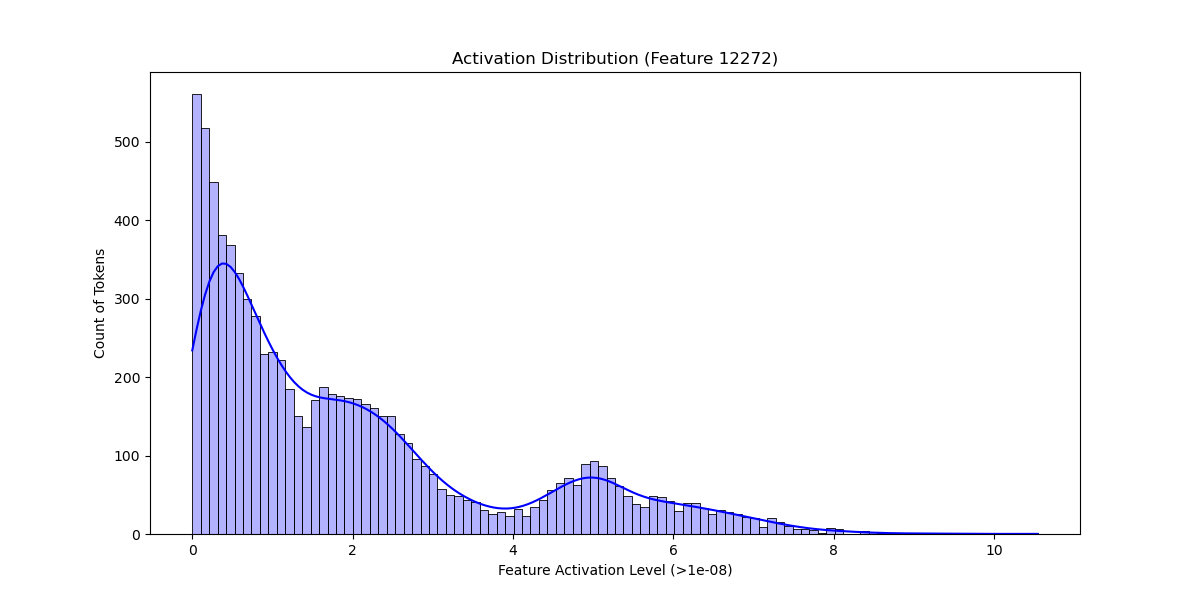 Activation Distribution (Feature 12272)
Count of Tokens
500
400
300
200
100
0
0 2 4 6 8 10
Feature Activation Level (>1e-08)